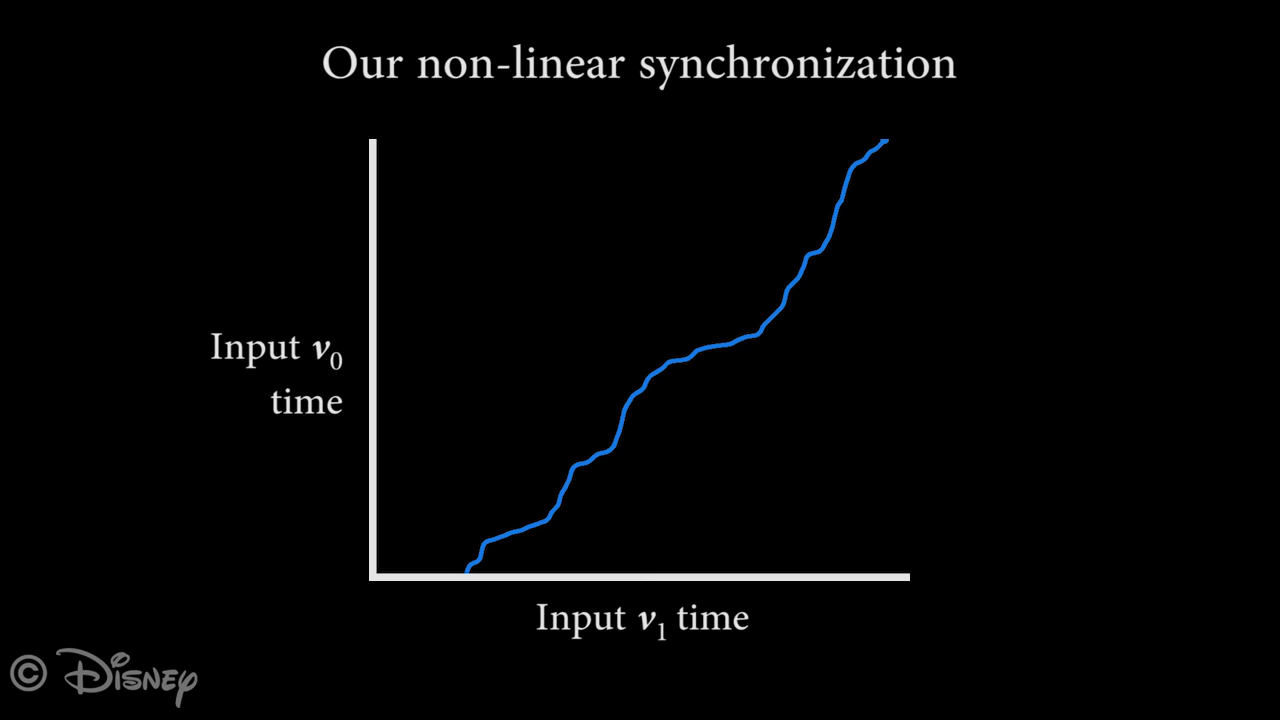 Our non-linear synchronization
Input v₀
time
Input v₁ time
© Disney